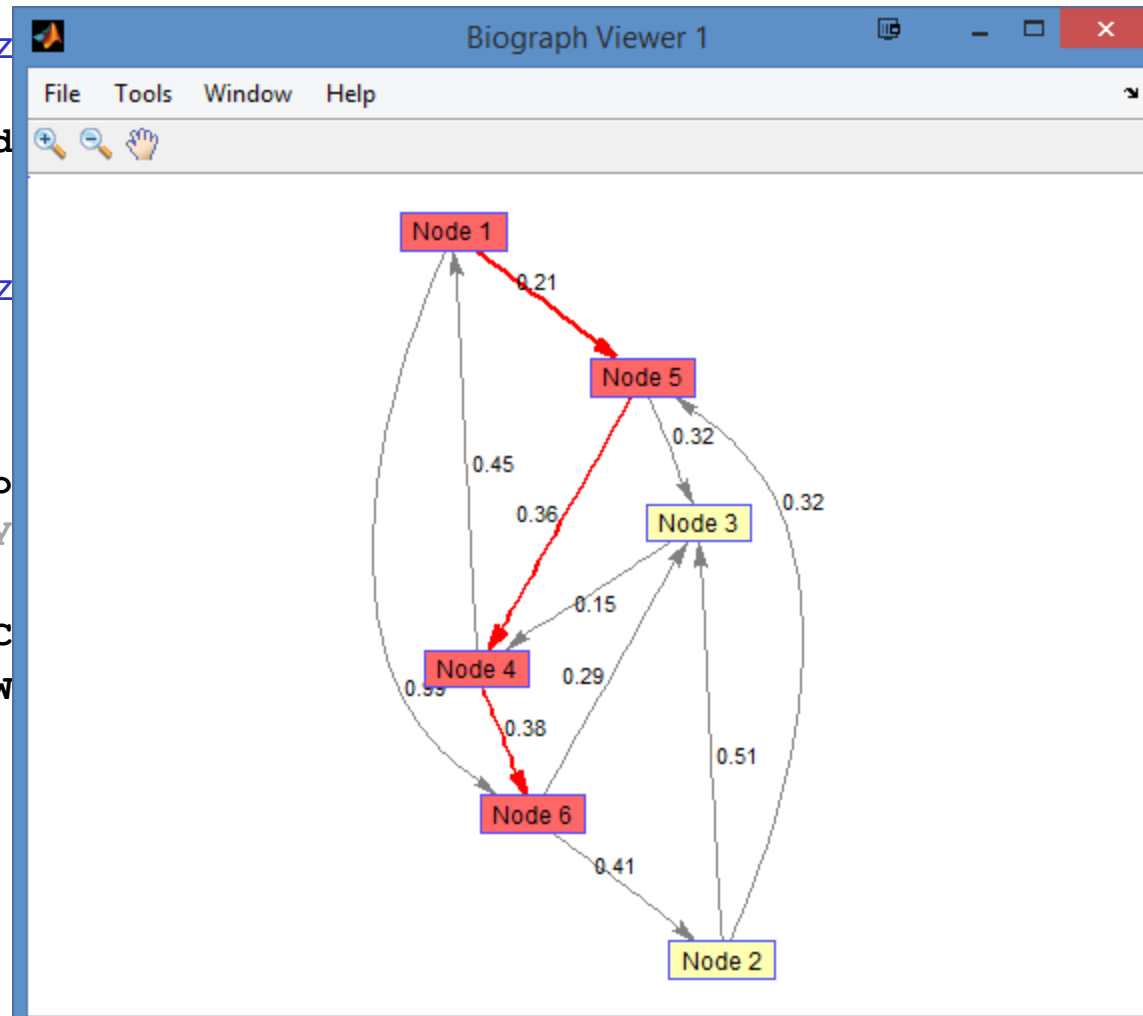 Biograph Viewer 1
File Tools Window Help
Node 1
0.21
Node 5
0.32
0.45
0.32
0.36
Node 3
0.15
Node 4
0.29
0.99
0.38
0.51
Node 6
0.41
Node 2
z
d
z
y
C
W